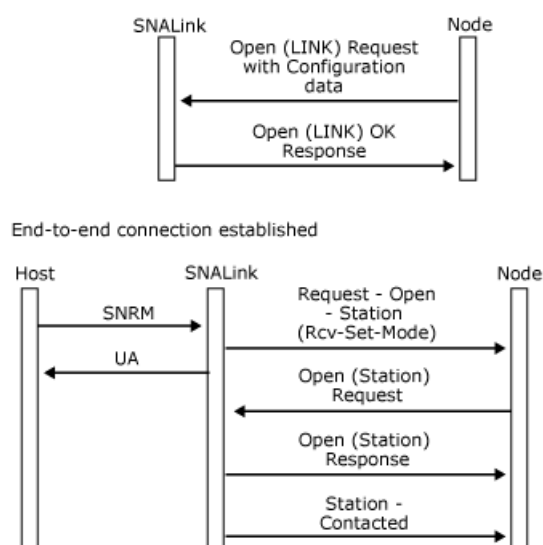 SNALink
Node
Open (LINK) Request
with Configuration
data
Open (LINK) OK
Response
End-to-end connection established
Host
SNALink
Node
SNRM
Request - Open
- Station
(Rcv-Set-Mode)
UA
Open (Station)
Request
Open (Station)
Response
Station -
Contacted